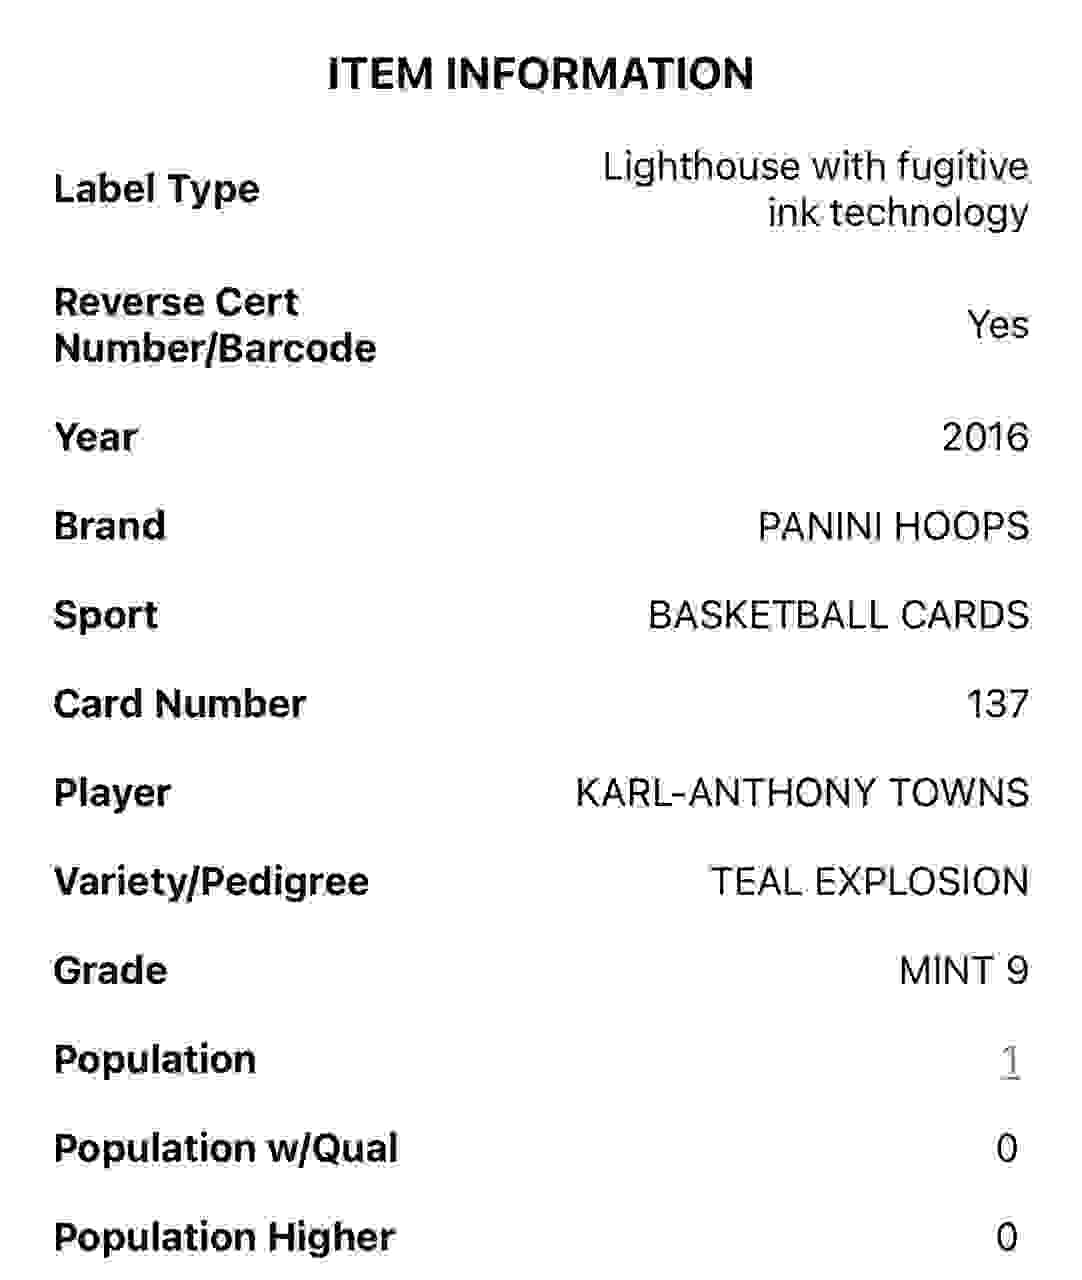 ITEM INFORMATION
Label Type
Lighthouse with fugitive
ink technology
Reverse Cert
Number/Barcode
Yes
Year
2016
Brand
PANINI HOOPS
Sport
BASKETBALL CARDS
Card Number
137
Player
KARL-ANTHONY TOWNS
Variety/Pedigree
TEAL EXPLOSION
Grade
MINT 9
Population
1
Population w/Qual
0
Population Higher
0